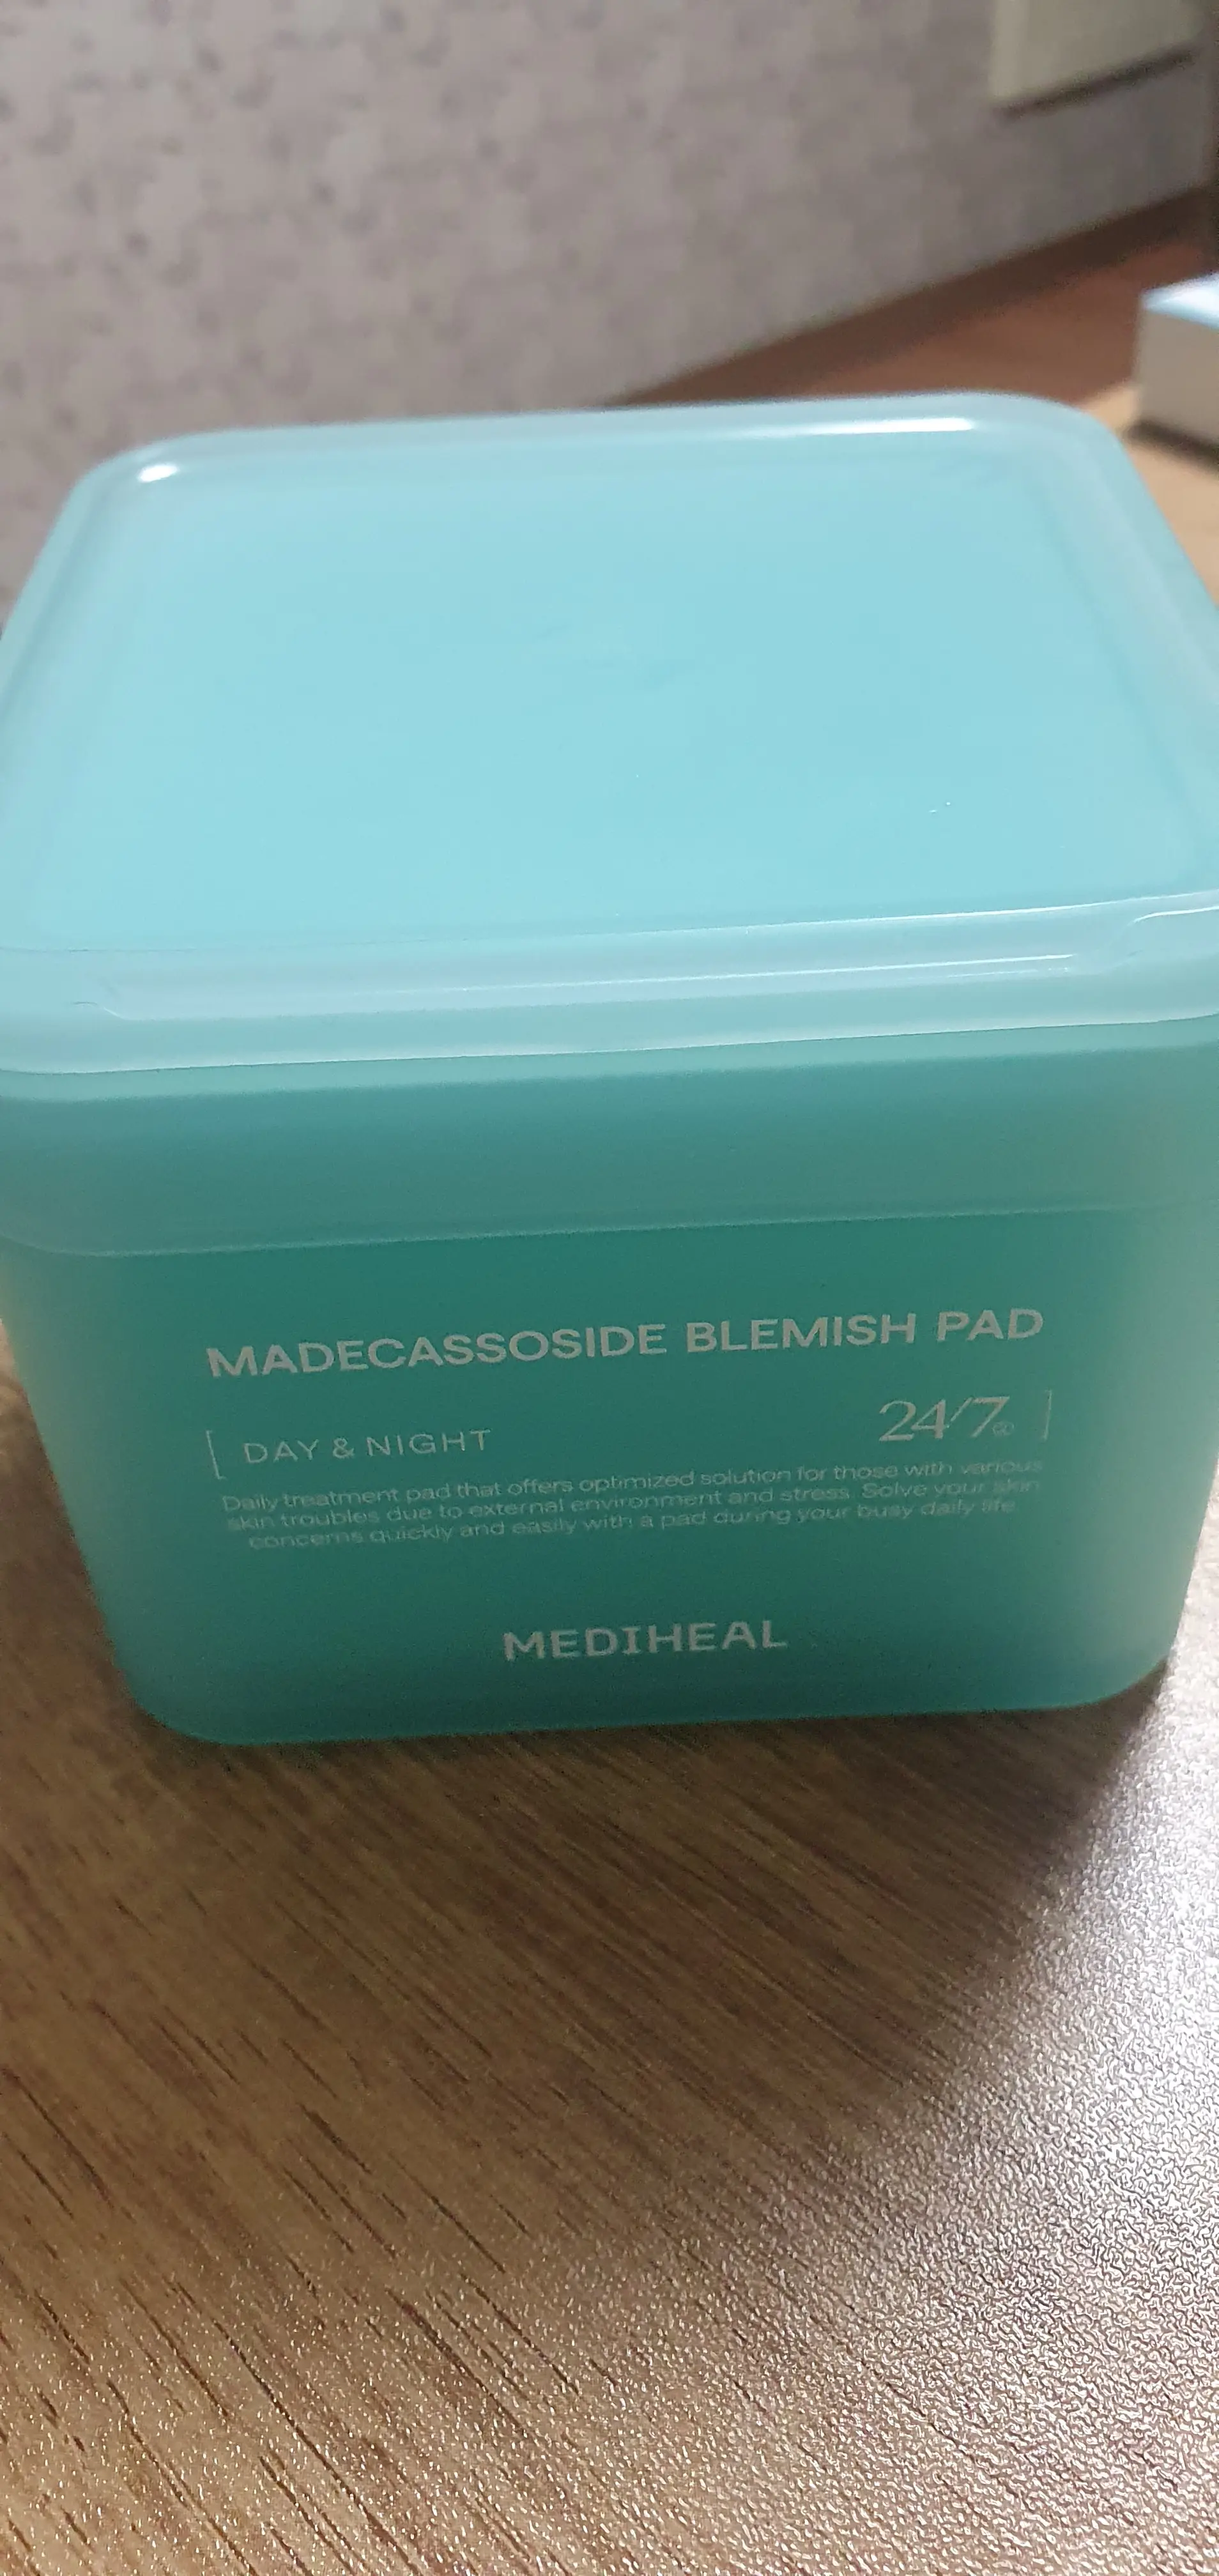 MADECASSOSIDE BLEMISH PAD
[ DAY & NIGHT 24/7 ]
Daily treatment pad that offers optimized solution for those with various
skin troubles due to external environment and stress. Solve your skin
concerns quickly and easily with a pad during your busy daily life
MEDIHEAL